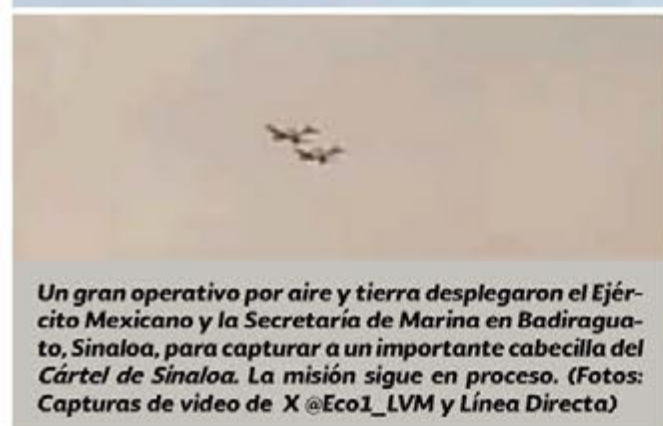 Un gran operativo por aire y tierra desplegaron el Ejér-
cito Mexicano y la Secretaría de Marina en Badiragua-
to, Sinaloa, para capturar a un importante cabecilla del
Cártel de Sinaloa. La misión sigue en proceso. (Fotos:
Capturas de video de X @Eco1_LVM y Línea Directa)